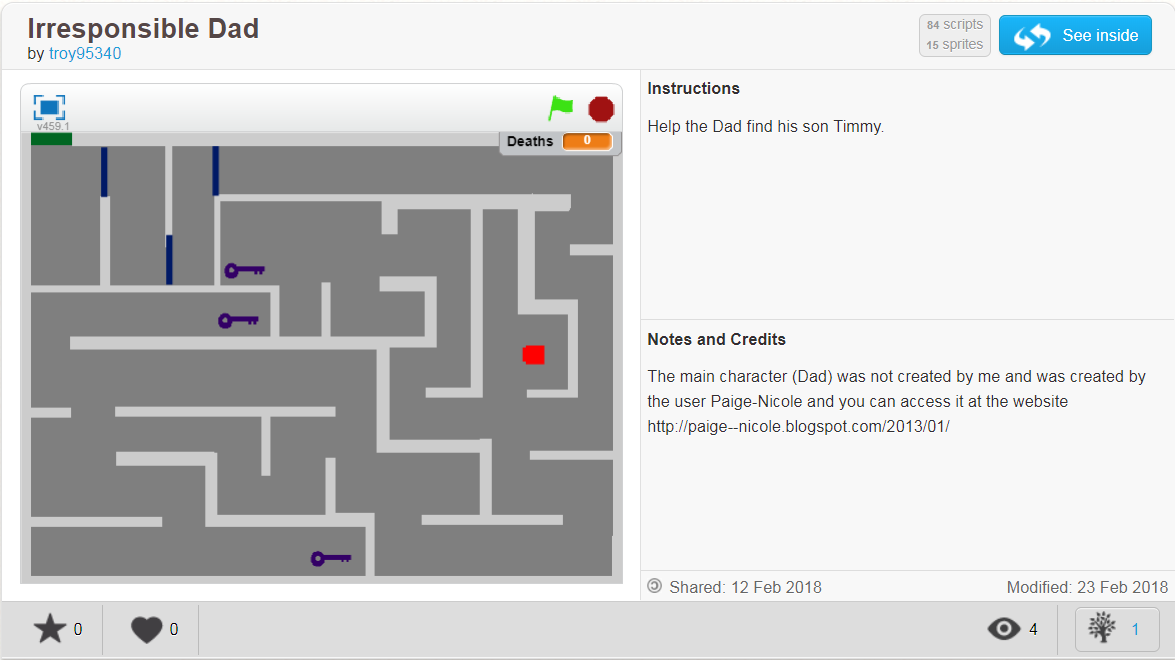 Irresponsible Dad
by troy95340
84 scripts
15 sprites
See inside
v459.1
Deaths 0
Instructions
Help the Dad find his son Timmy.
Notes and Credits
The main character (Dad) was not created by me and was created by
the user Paige-Nicole and you can access it at the website
http://paige--nicole.blogspot.com/2013/01/
Shared: 12 Feb 2018 Modified: 23 Feb 2018
0 0 4 1